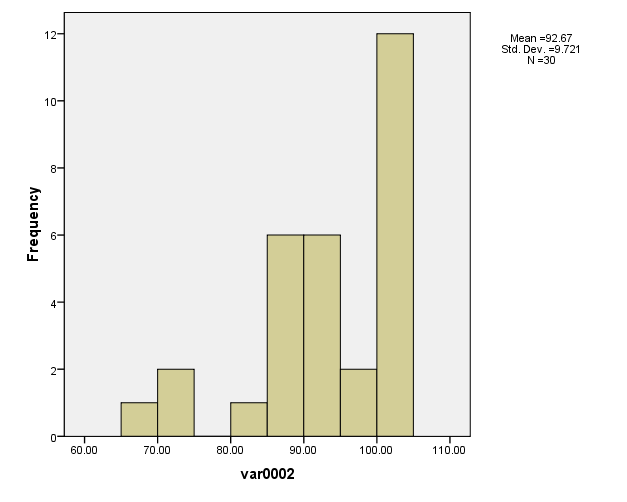 Mean =92.67
Std. Dev. =9.721
N =30
Frequency
12
10
8
6
4
2
0
60.00 70.00 80.00 90.00 100.00 110.00
var0002